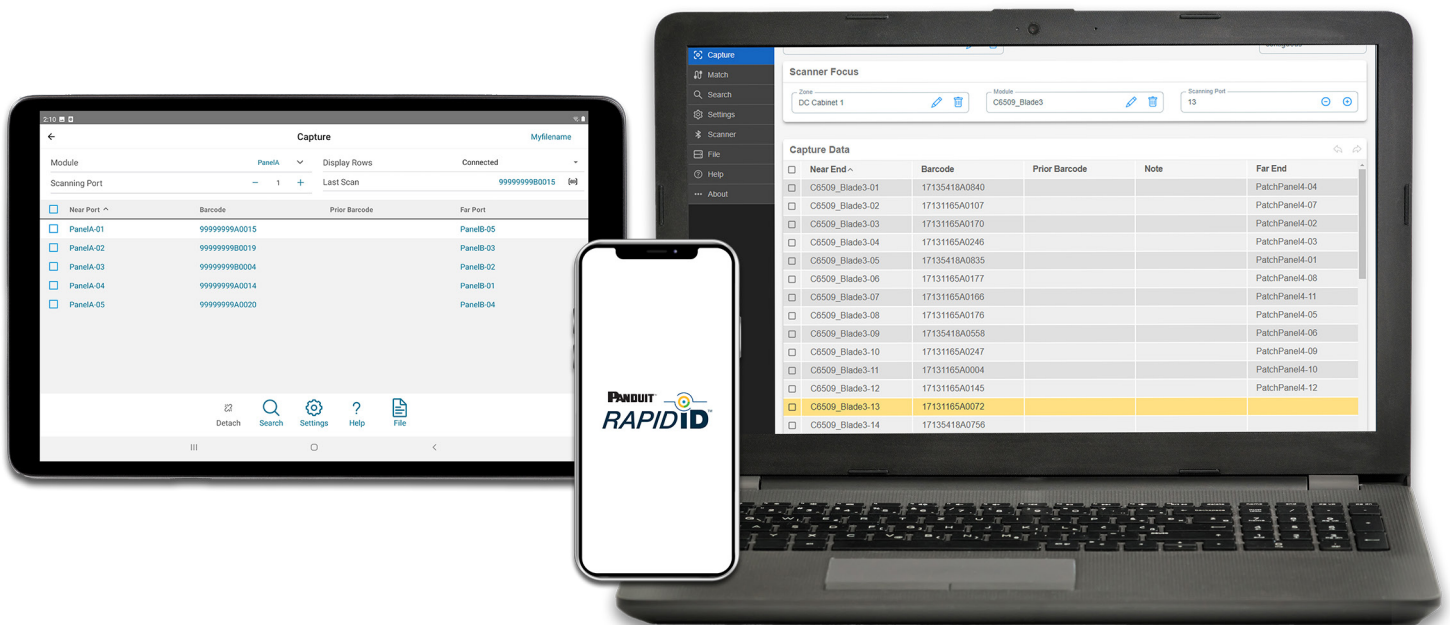 2:10
Capture
Myfilename
Module PanelA Display Rows Connected
Scanning Port − 1 + Last Scan 99999999B0015
Near Port Barcode Prior Barcode Far Port
PanelA-01 99999999A0015 PanelB-05
PanelA-02 99999999B0019 PanelB-03
PanelA-03 99999999B0004 PanelB-02
PanelA-04 99999999A0014 PanelB-01
PanelA-05 99999999A0020 PanelB-04
Detach Search Settings ? Help File
PANDUIT
RAPIDID™
Capture
Match
Search
Settings
Scanner
File
Help
About
Scanner Focus
Zone Module Scanning Port
DC Cabinet 1 C6509_Blade3 13
Capture Data
Near End Barcode Prior Barcode Note Far End
C6509_Blade3-01 17135418A0840 PatchPanel4-04
C6509_Blade3-02 17131165A0107 PatchPanel4-07
C6509_Blade3-03 17131165A0170 PatchPanel4-02
C6509_Blade3-04 17131165A0246 PatchPanel4-03
C6509_Blade3-05 17135418A0835 PatchPanel4-01
C6509_Blade3-06 17131165A0177 PatchPanel4-08
C6509_Blade3-07 17131165A0166 PatchPanel4-11
C6509_Blade3-08 17131165A0176 PatchPanel4-05
C6509_Blade3-09 17135418A0558 PatchPanel4-06
C6509_Blade3-10 17131165A0247 PatchPanel4-09
C6509_Blade3-11 17131165A0004 PatchPanel4-10
C6509_Blade3-12 17131165A0145 PatchPanel4-12
C6509_Blade3-13 17131165A0072
C6509_Blade3-14 17135418A0756